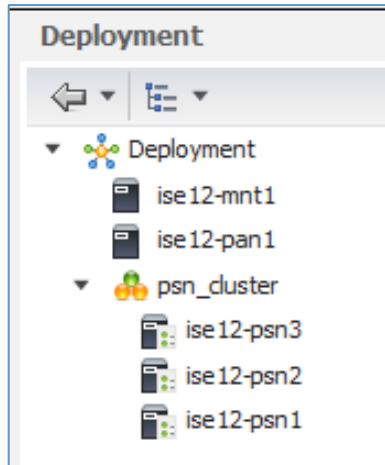 Deployment
Deployment
ise12-mnt1
ise12-pan1
psn_cluster
ise12-psn3
ise12-psn2
ise12-psn1